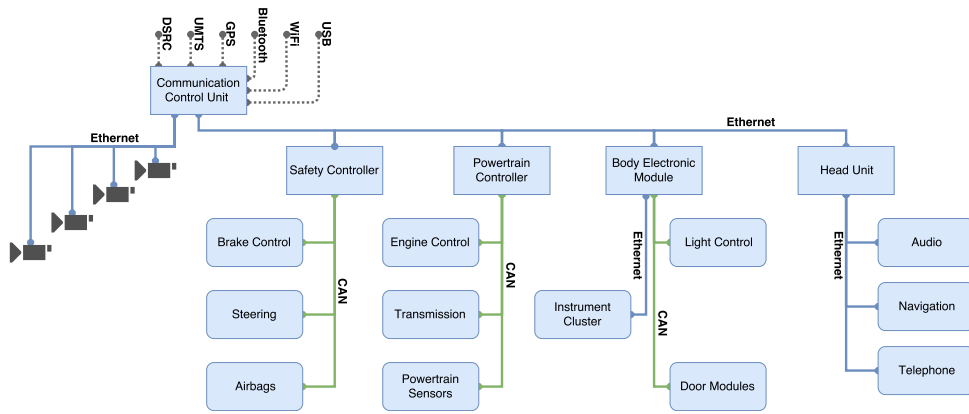 DSRC
UMTS
GPS
Bluetooth
WiFi
USB
Communication
Control Unit
Ethernet
Ethernet
Safety Controller
Powertrain
Controller
Body Electronic
Module
Head Unit
Brake Control
Engine Control
Ethernet
Light Control
Ethernet
Audio
CAN
CAN
Steering
Transmission
Instrument
Cluster
CAN
Navigation
Airbags
Powertrain
Sensors
Door Modules
Telephone